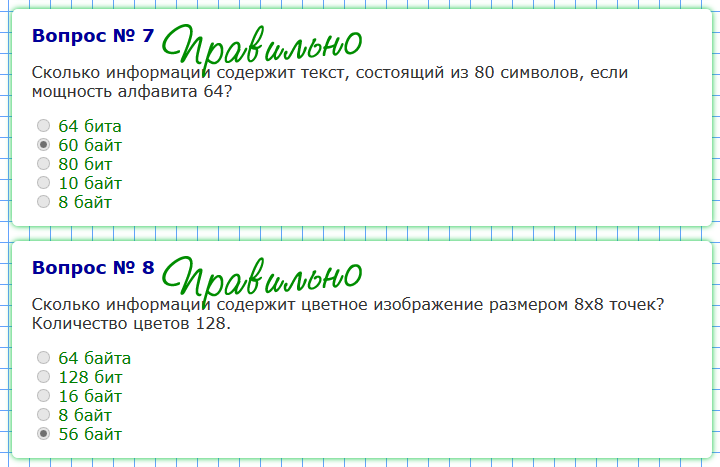 Вопрос № 7 Правильно
Сколько информации содержит текст, состоящий из 80 символов, если
мощность алфавита 64?
64 бита
60 байт
80 бит
10 байт
8 байт
Вопрос № 8 Правильно
Сколько информации содержит цветное изображение размером 8x8 точек?
Количество цветов 128.
64 байта
128 бит
16 байт
8 байт
56 байт